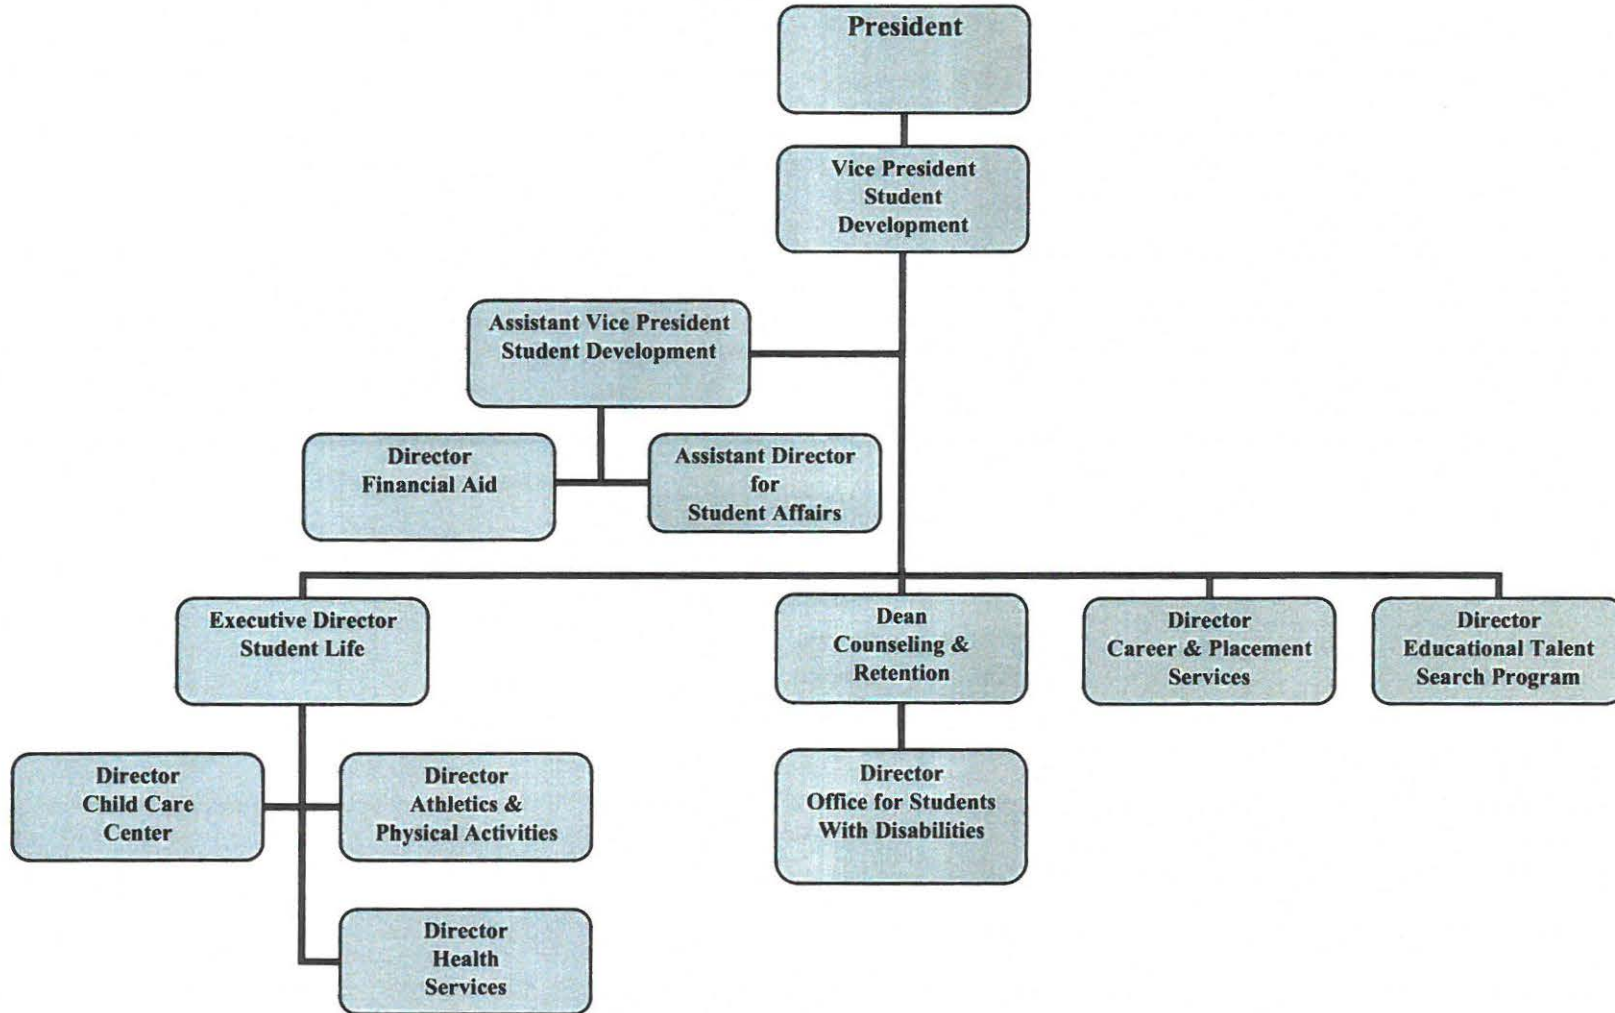 President
Vice President
Student
Development
Assistant Vice President
Student Development
Director
Financial Aid
Assistant Director
for
Student Affairs
Executive Director
Student Life
Dean
Counseling &
Retention
Director
Career & Placement
Services
Director
Educational Talent
Search Program
Director
Child Care
Center
Director
Athletics &
Physical Activities
Director
Office for Students
With Disabilities
Director
Health
Services